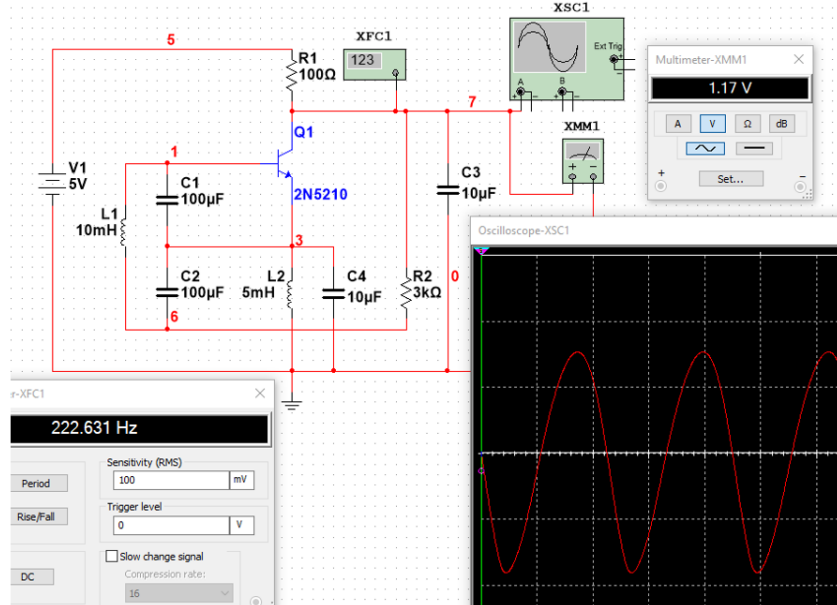 XSC1
XFC1
5
123
Ext Trig
Multimeter-XMM1
1.17 V
R1
100Ω
A
B
7
A
V
Ω
dB
Q1
XMM1
1
V1
5V
C1
100µF
2N5210
C3
10µF
Set...
L1
10mH
Oscilloscope-XSC1
3
C2
100µF
L2
5mH
C4
10µF
R2
3kΩ
0
6
r-XFC1
222.631 Hz
Sensitivity (RMS)
Period
100
mV
Rise/Fall
Trigger level
0
V
Slow change signal
DC
Compression rate:
16